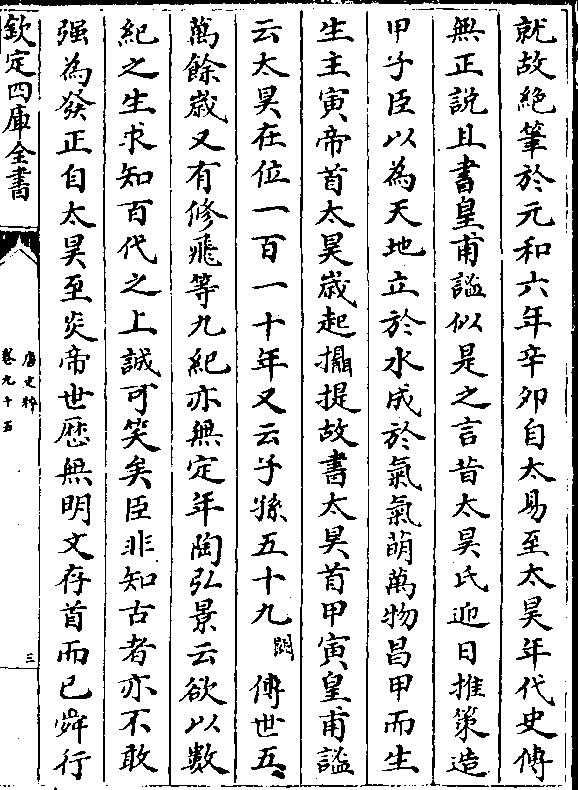 就故絶筆於元和六年辛卯自太易至太昊年代史傳
無正説且書皇甫謐似是之言昔太昊氏迎日推策造
甲子臣以為天地立於水成於氣氣萌萬物昌甲而生
生主寅帝首太昊嵗起攝提故書太昊首甲寅皇甫謐
云太昊在位一百一十年又云子孫五十九闕傳世五
萬餘嵗又有修飛等九紀亦無定年陶弘景云欲以數
紀之生求知百代之上誠可笑矣臣非知古者亦不敢
强為發正自太昊至炎帝世厯無明文存首而已舜行
欽定四庫全書
唐文粹
卷九十五
三